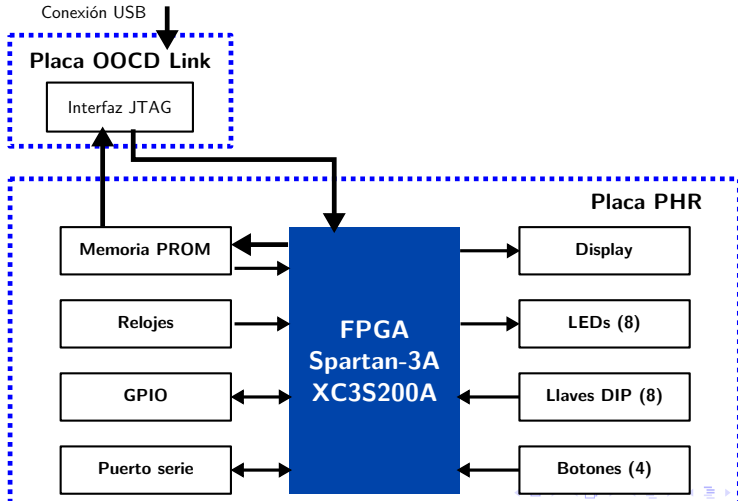 Conexión USB
Placa OOCD Link
Interfaz JTAG
Placa PHR
Memoria PROM
Display
Relojes
LEDs (8)
FPGA
Spartan-3A
XC3S200A
GPIO
Llaves DIP (8)
Puerto serie
Botones (4)